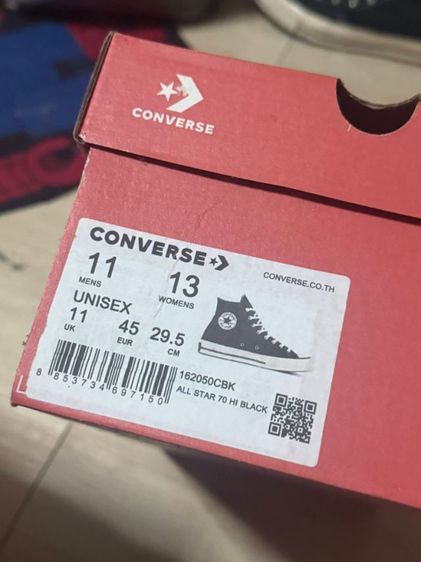 CONVERSE
CONVERSE
CONVERSE.CO.TH
11 13
MENS WOMENS
UNISEX
11 45 29.5
UK EUR CM
162050CBK
ALL STAR 70 HI BLACK
8 853734 697150